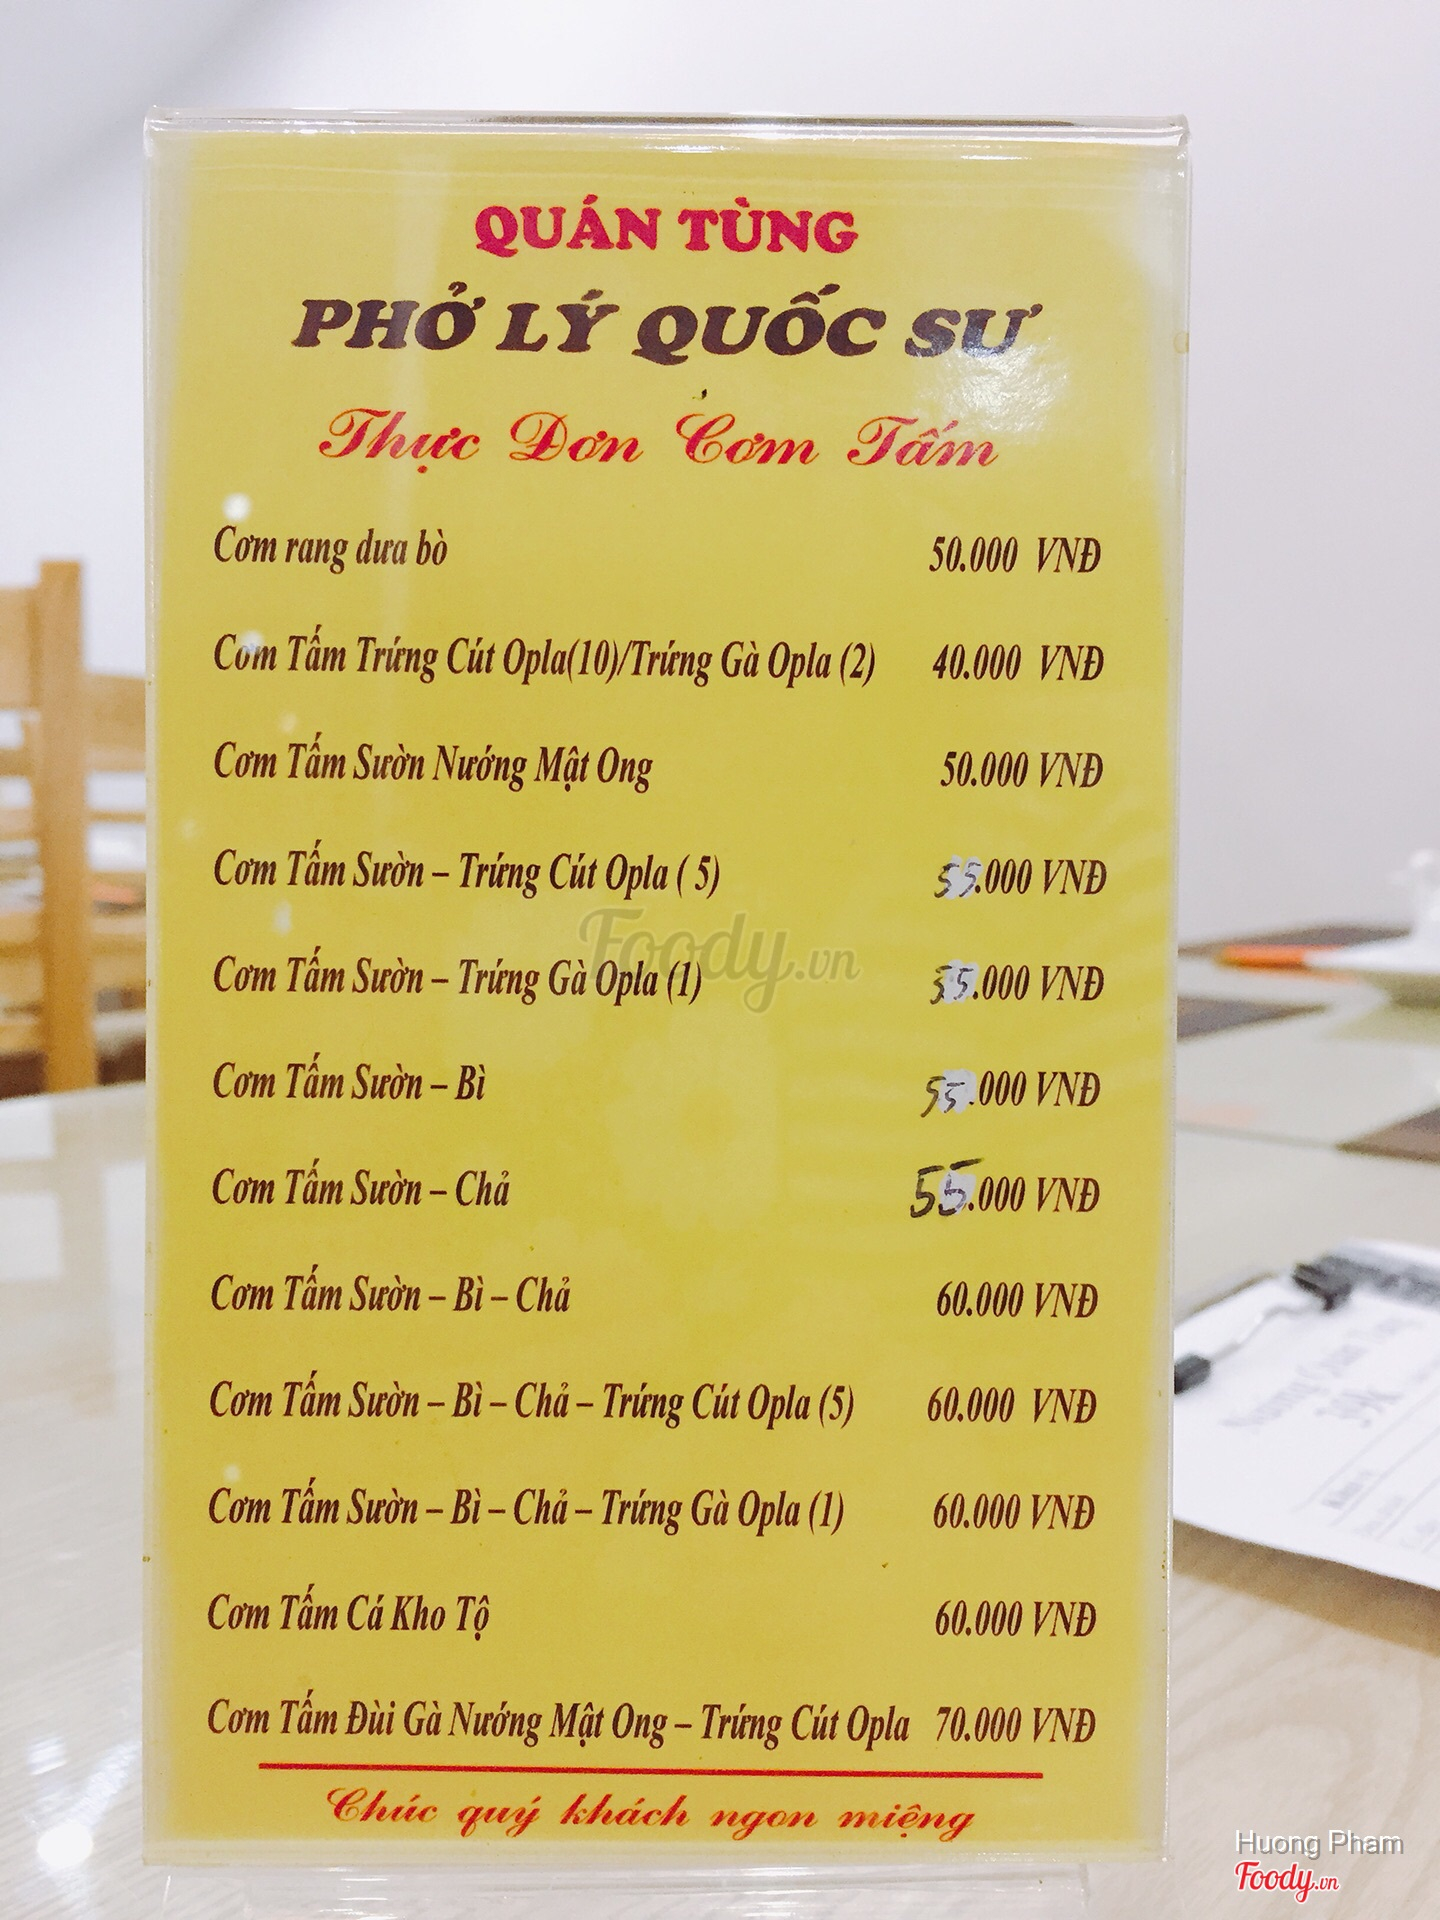 QUÁN TÙNG
PHỞ LÝ QUỐC SƯ
Thực Đơn Cơm Tấm
Cơm rang dưa bò 50.000 VNĐ
Cơm Tấm Trứng Cút Opla(10)/Trứng Gà Opla (2) 40.000 VNĐ
Cơm Tấm Sườn Nướng Mật Ong 50.000 VNĐ
Cơm Tấm Sườn – Trứng Cút Opla ( 5) 55.000 VNĐ
Cơm Tấm Sườn – Trứng Gà Opla (1) 55.000 VNĐ
Cơm Tấm Sườn – Bì 55.000 VNĐ
Cơm Tấm Sườn – Chả 55.000 VNĐ
Cơm Tấm Sườn – Bì – Chả 60.000 VNĐ
Cơm Tấm Sườn – Bì – Chả – Trứng Cút Opla (5) 60.000 VNĐ
Cơm Tấm Sườn – Bì – Chả – Trứng Gà Opla (1) 60.000 VNĐ
Cơm Tấm Cá Kho Tộ 60.000 VNĐ
Cơm Tấm Đùi Gà Nướng Mật Ong – Trứng Cút Opla 70.000 VNĐ
Chúc quý khách ngon miệng
Foody.vn
Huong Pham
Foody.vn